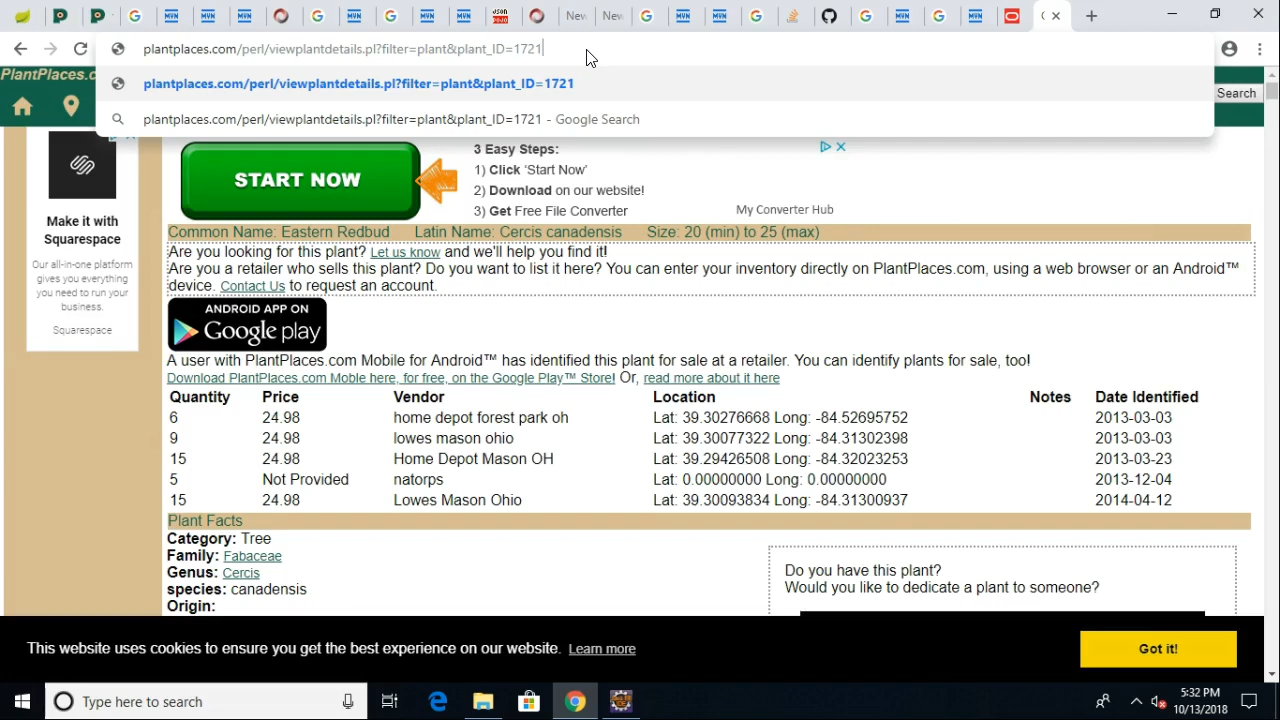 New
New
plantplaces.com/perl/viewplantdetails.pl?filter=plant&plant_ID=1721
plantplaces.com/perl/viewplantdetails.pl?filter=plant&plant_ID=1721
plantplaces.com/perl/viewplantdetails.pl?filter=plant&plant_ID=1721 - Google Search
PlantPlaces.c
Search
Make it with
Squarespace
Our all-in-one platform
gives you everything
you need to run your
business.
Squarespace
START NOW
3 Easy Steps:
1) Click ‘Start Now’
2) Download on our website!
3) Get Free File Converter
My Converter Hub
Common Name: Eastern Redbud Latin Name: Cercis canadensis Size: 20 (min) to 25 (max)
Are you looking for this plant? Let us know and we'll help you find it!
Are you a retailer who sells this plant? Do you want to list it here? You can enter your inventory directly on PlantPlaces.com, using a web browser or an Android™
device. Contact Us to request an account.
ANDROID APP ON
Google play
A user with PlantPlaces.com Mobile for Android™ has identified this plant for sale at a retailer. You can identify plants for sale, too!
Download PlantPlaces.com Moble here, for free, on the Google Play™ Store! Or, read more about it here
Quantity Price Vendor Location Notes Date Identified
6 24.98 home depot forest park oh Lat: 39.30276668 Long: -84.52695752 2013-03-03
9 24.98 lowes mason ohio Lat: 39.30077322 Long: -84.31302398 2013-03-03
15 24.98 Home Depot Mason OH Lat: 39.29426508 Long: -84.32023253 2013-03-23
5 Not Provided natorps Lat: 0.00000000 Long: 0.00000000 2013-12-04
15 24.98 Lowes Mason Ohio Lat: 39.30093834 Long: -84.31300937 2014-04-12
Plant Facts
Category: Tree
Family: Fabaceae
Genus: Cercis
species: canadensis
Origin:
Do you have this plant?
Would you like to dedicate a plant to someone?
This website uses cookies to ensure you get the best experience on our website. Learn more
Got it!
Type here to search
5:32 PM
10/13/2018